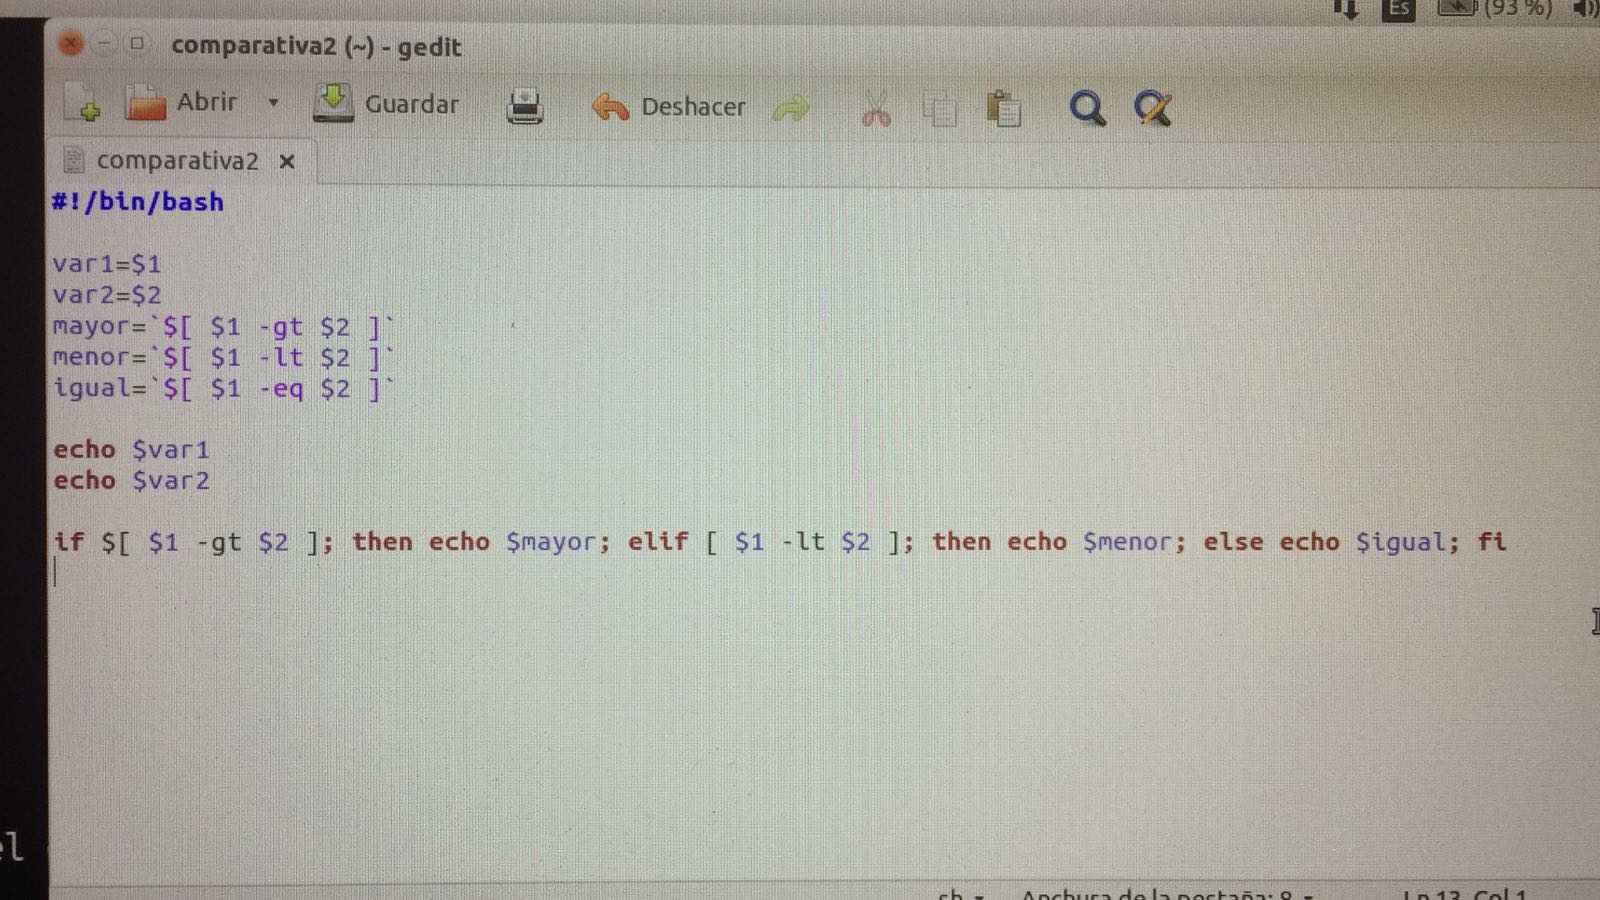 Es (93 %)
comparativa2 (~) - gedit
Abrir Guardar Deshacer
comparativa2
#!/bin/bash
var1=$1
var2=$2
mayor=`$[ $1 -gt $2 ]`
menor=`$[ $1 -lt $2 ]`
igual=`$[ $1 -eq $2 ]`
echo $var1
echo $var2
if $[ $1 -gt $2 ]; then echo $mayor; elif [ $1 -lt $2 ]; then echo $menor; else echo $igual; fi
el
sh Anchura de la pestaña: 8 Ln 13, Col 1